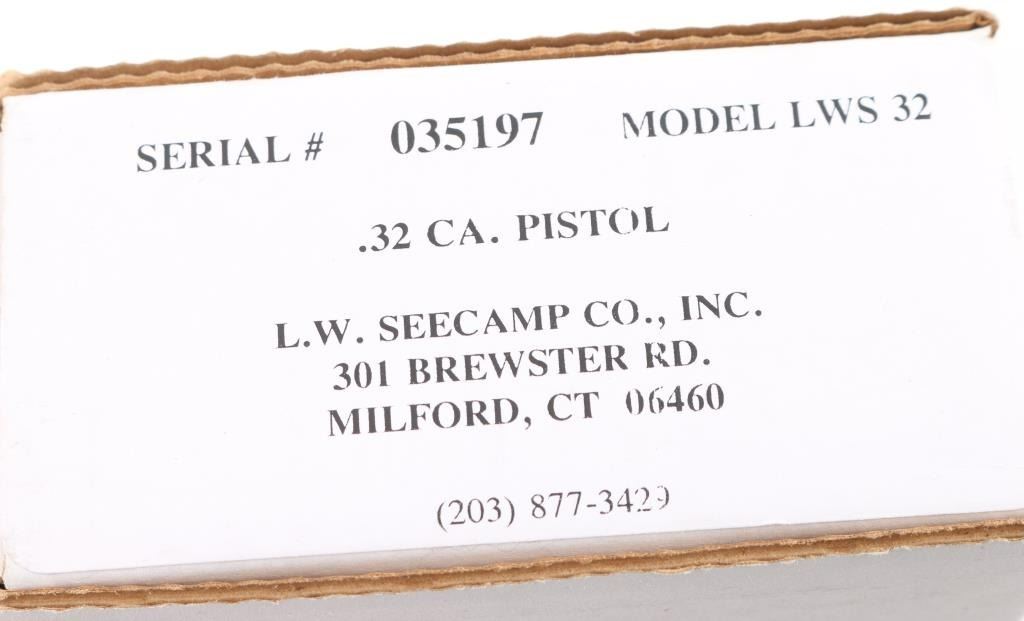 SERIAL # 035197 MODEL LWS 32
.32 CA. PISTOL
L.W. SEECAMP CO., INC.
301 BREWSTER RD.
MILFORD, CT 06460
(203) 877-3429